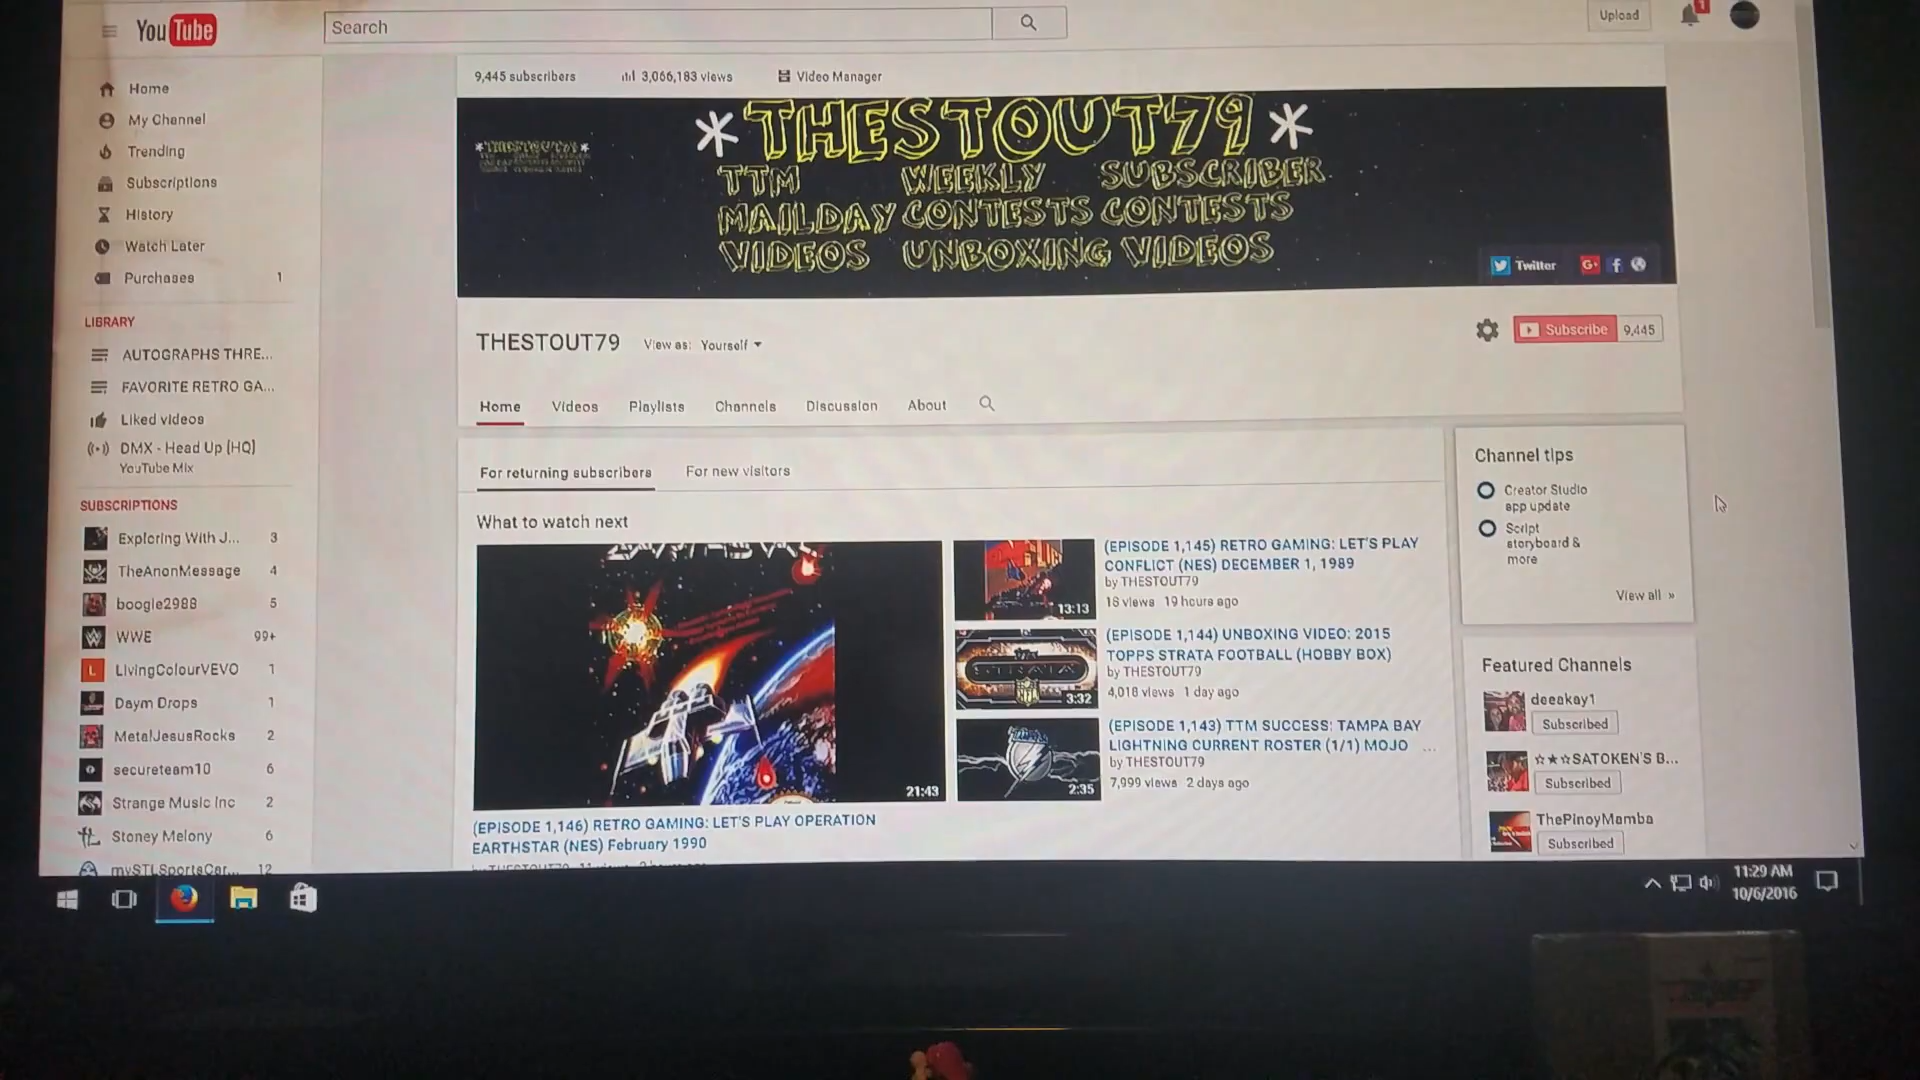 YouTube
Search
Upload
1
Home
My Channel
Trending
Subscriptions
History
Watch Later
Purchases 1
LIBRARY
AUTOGRAPHS THRE...
FAVORITE RETRO GA...
Liked videos
DMX - Head Up (HQ)
YouTube Mix
SUBSCRIPTIONS
Exploring With J... 3
TheAnonMessage 4
boogie2988 5
WWE 99+
LivingColourVEVO 1
Daym Drops 1
MetalJesusRocks 2
secureteam10 6
Strange Music Inc 2
Stoney Melony 6
mySTLSportsCar... 12
9,445 subscribers 3,066,183 views Video Manager
*THESTOUT79*
TTM WEEKLY SUBSCRIBER
MAILDAY CONTESTS CONTESTS
VIDEOS UNBOXING VIDEOS
Twitter G+ f
THESTOUT79 View as: Yourself
Subscribe 9,445
Home Videos Playlists Channels Discussion About
For returning subscribers For new visitors
What to watch next
21:43
(EPISODE 1,146) RETRO GAMING: LET'S PLAY OPERATION
EARTHSTAR (NES) February 1990
13:13
(EPISODE 1,145) RETRO GAMING: LET'S PLAY
CONFLICT (NES) DECEMBER 1, 1989
by THESTOUT79
18 views 19 hours ago
STRATA
3:32
(EPISODE 1,144) UNBOXING VIDEO: 2015
TOPPS STRATA FOOTBALL (HOBBY BOX)
by THESTOUT79
4,018 views 1 day ago
2:35
(EPISODE 1,143) TTM SUCCESS: TAMPA BAY
LIGHTNING CURRENT ROSTER (1/1) MOJO ...
by THESTOUT79
7,999 views 2 days ago
Channel tips
Creator Studio
app update
Script
storyboard &
more
View all »
Featured Channels
deeakay1
Subscribed
☆★☆SATOKEN'S B...
Subscribed
ThePinoyMamba
Subscribed
11:29 AM
10/6/2016